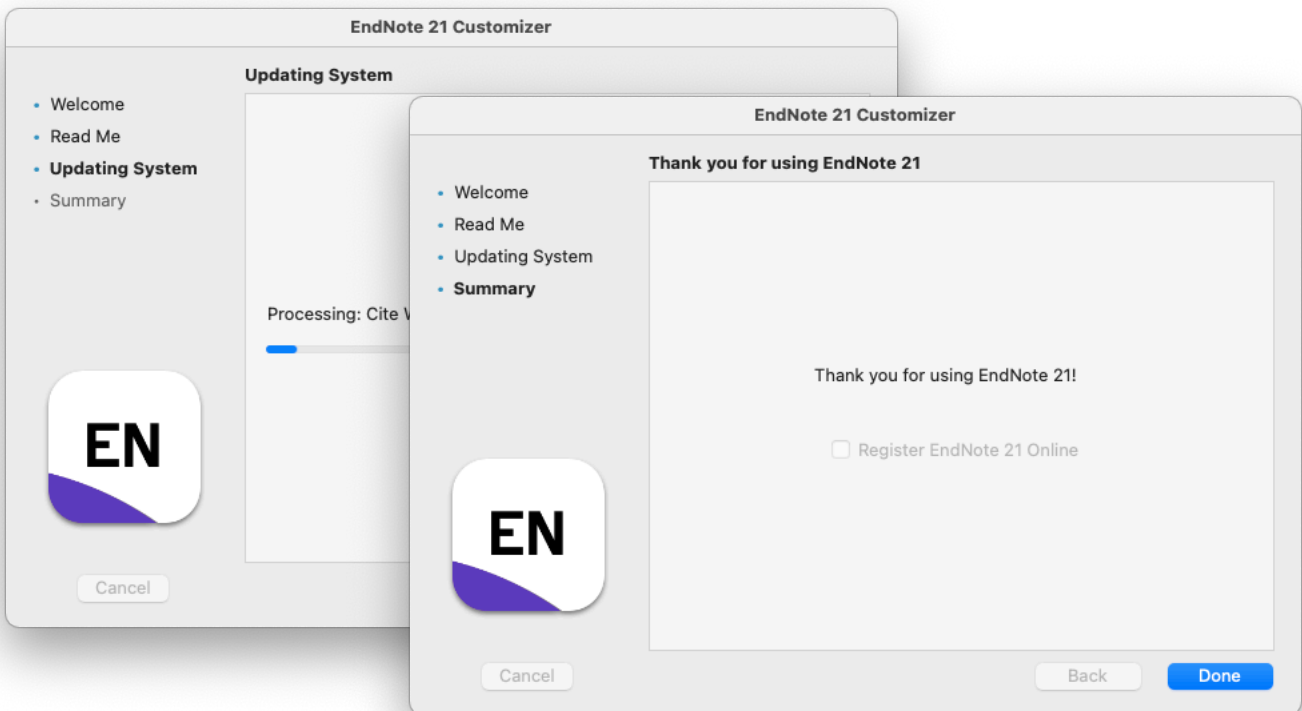 EndNote 21 Customizer
Updating System
Welcome
Read Me
Updating System
Summary
Processing: Cite
EN
Cancel
EndNote 21 Customizer
Thank you for using EndNote 21
Welcome
Read Me
Updating System
Summary
Thank you for using EndNote 21!
Register EndNote 21 Online
EN
Cancel
Back
Done